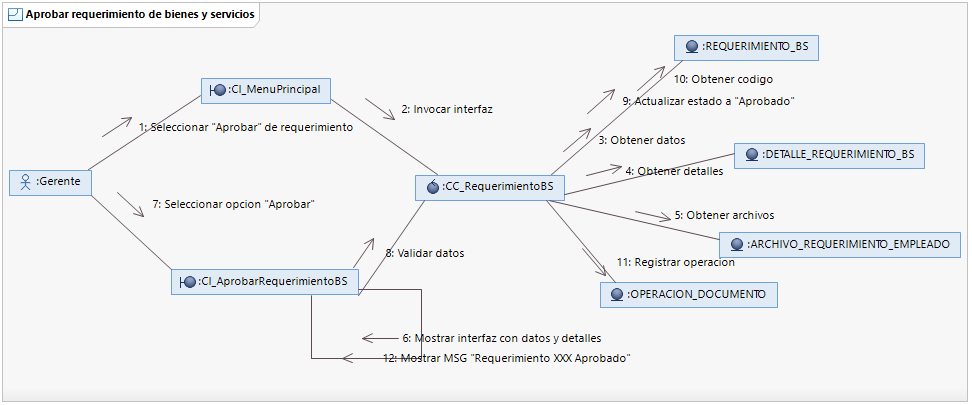 Aprobar requerimiento de bienes y servicios
:REQUERIMIENTO_BS
10: Obtener codigo
:CI_MenuPrincipal
9: Actualizar estado a "Aprobado"
2: Invocar interfaz
1: Seleccionar "Aprobar" de requerimiento
3: Obtener datos
:DETALLE_REQUERIMIENTO_BS
4: Obtener detalles
:Gerente
:CC_RequerimientoBS
7: Seleccionar opcion "Aprobar"
5: Obtener archivos
:ARCHIVO_REQUERIMIENTO_EMPLEADO
8: Validar datos
11: Registrar operacion
:CI_AprobarRequerimientoBS
:OPERACION_DOCUMENTO
6: Mostrar interfaz con datos y detalles
12: Mostrar MSG "Requerimiento XXX Aprobado"